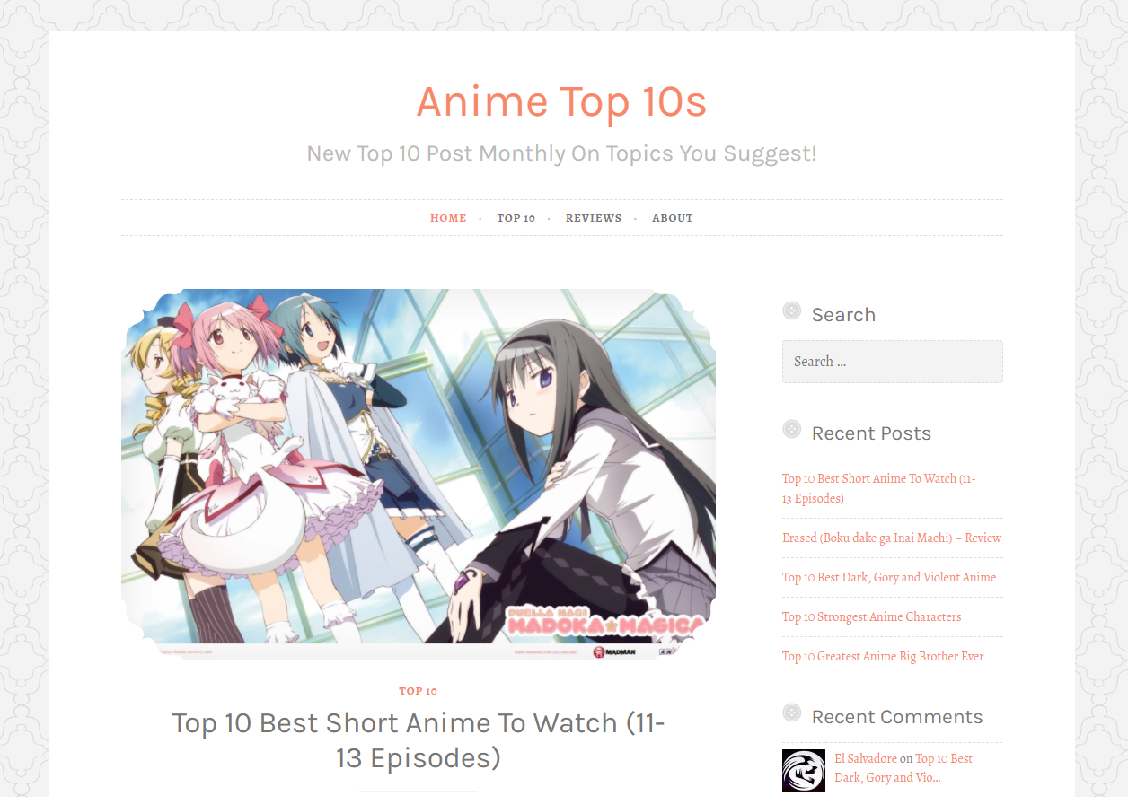 Anime Top 10s
New Top 10 Post Monthly On Topics You Suggest!
HOME
TOP 10
REVIEWS
ABOUT
PUELLA MAGI
MADOKA★MAGICA
MADMAN
TOP 10
Top 10 Best Short Anime To Watch (11-
13 Episodes)
Search
Search ...
Recent Posts
Top 10 Best Short Anime To Watch (11-
13 Episodes)
Erased (Boku dake ga Inai Machi) – Review
Top 10 Best Dark, Gory and Violent Anime
Top 10 Strongest Anime Characters
Top 10 Greatest Anime Big Brother Ever
Recent Comments
El Salvadore on Top 10 Best
Dark, Gory and Vio...